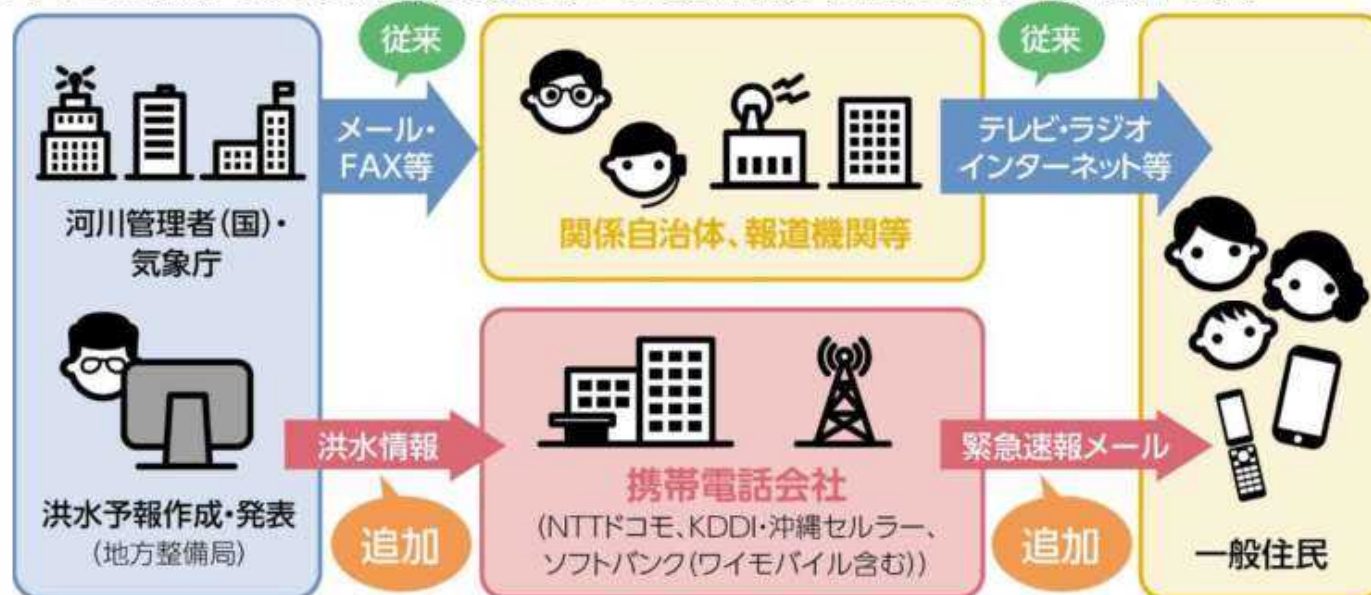 従来
従来
メール・
FAX等
テレビ・ラジオ
インターネット等
河川管理者(国)・
気象庁
関係自治体、報道機関等
洪水情報
緊急速報メール
携帯電話会社
(NTTドコモ、KDDI・沖縄セルラー、
ソフトバンク(ワイモバイル含む))
洪水予報作成・発表
(地方整備局)
追加
追加
一般住民